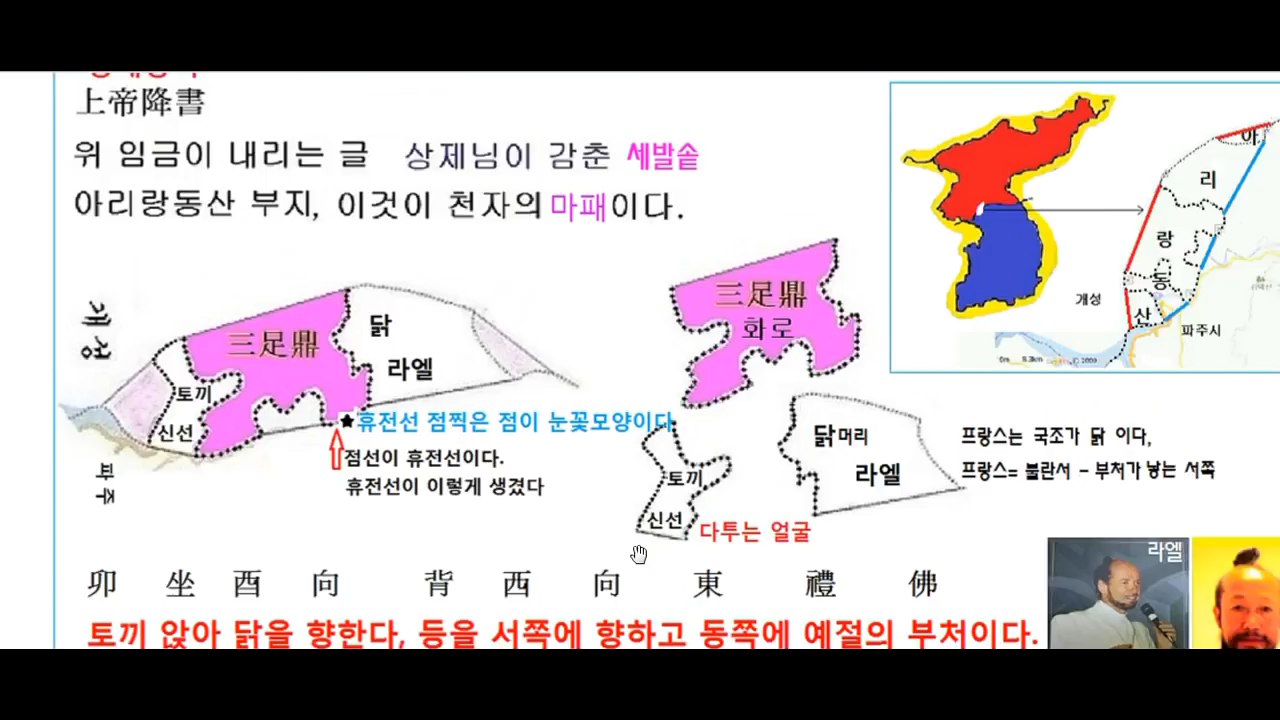 上帝降書
위 임금이 내리는 글 상제님이 감춘 세발솥
아리랑동산 부지, 이것이 천자의 마패이다.
개성
三足鼎
닭
라엘
토끼
신선
파주
휴전선 점찍은 점이 눈꽃모양이다
점선이 휴전선이다.
휴전선이 이렇게 생겼다
三足鼎
화로
닭머리
라엘
토끼
신선
다투는 얼굴
아
리
랑
동
산
개성
파주시
프랑스는 국조가 닭 이다,
프랑스= 불란서 - 부처가 낳는 서쪽
卯 坐 酉 向 背 西 向 東 禮 佛
토끼 앉아 닭을 향한다, 등을 서쪽에 향하고 동쪽에 예절의 부처이다.
라엘